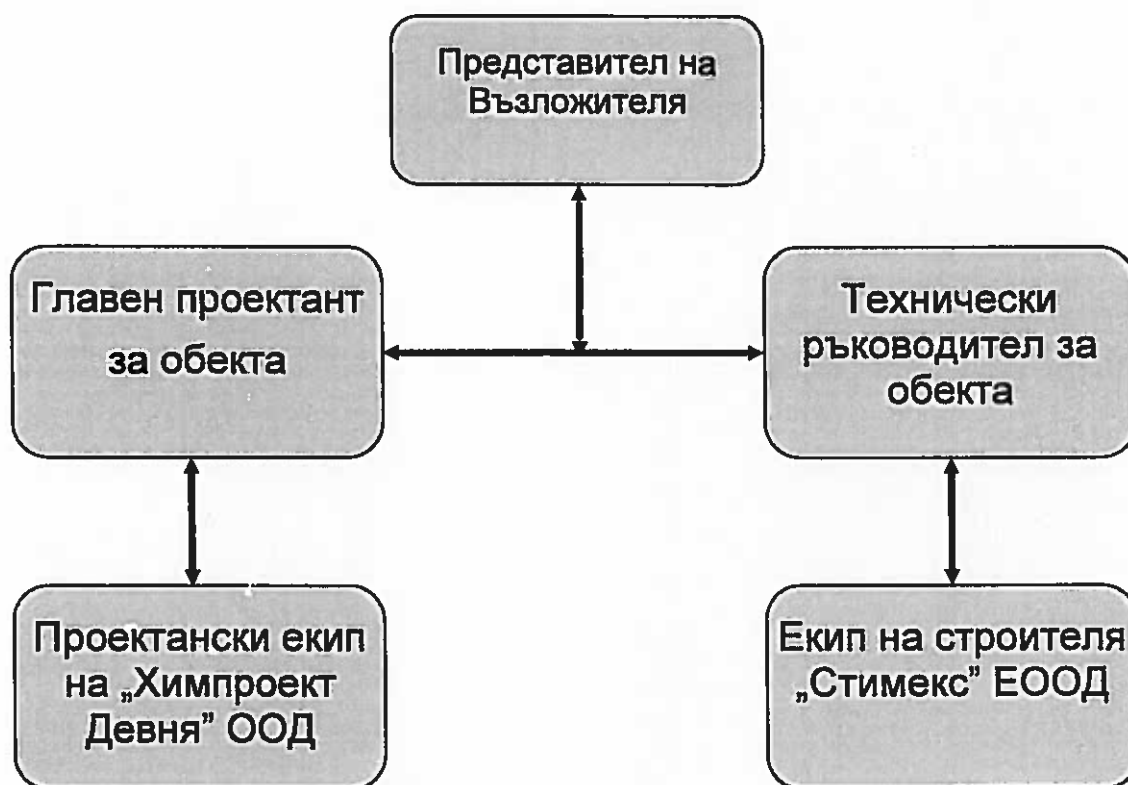 Представител на
Възложителя
Главен проектант
за обекта
Технически
ръководител за
обекта
Проектански екип
на „Химпроект
Девня” ООД
Екип на строителя
„Стимекс” ЕООД